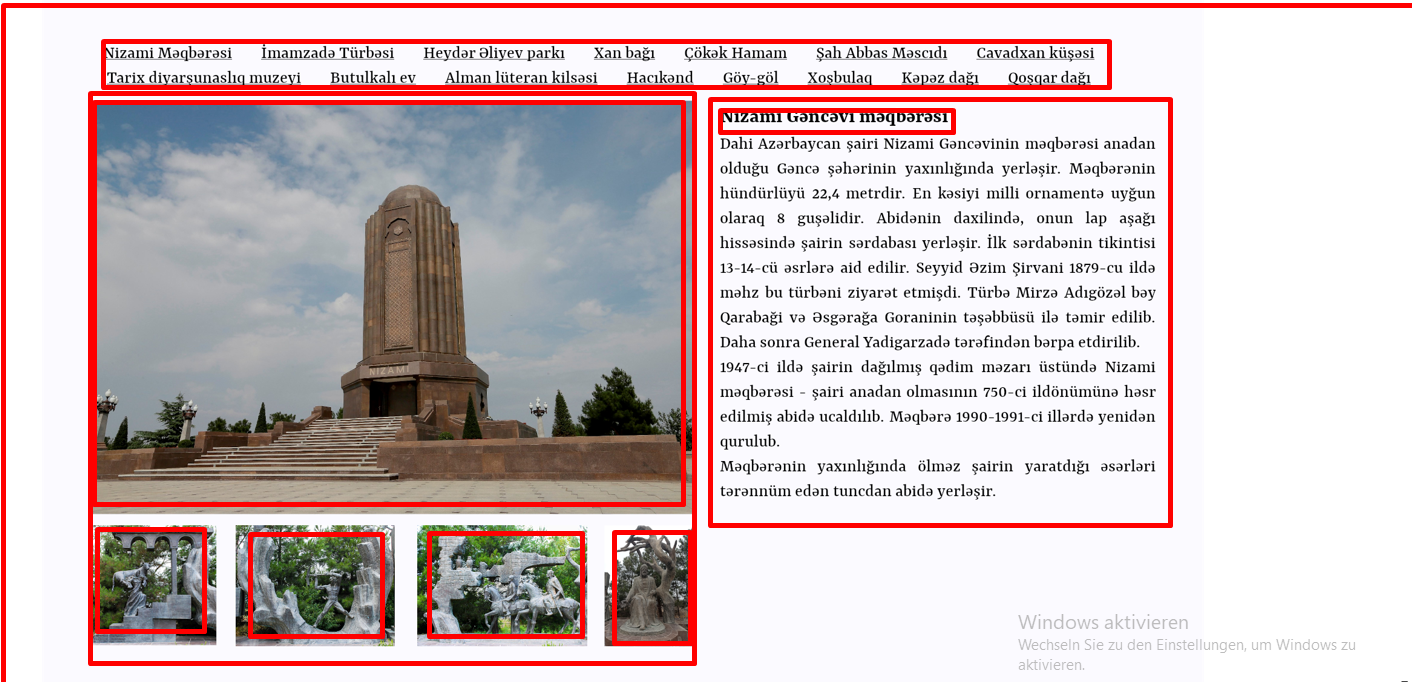 Nizami Məqbərəsi İmamzadə Türbəsi Heydər Əliyev parkı Xan bağı Çökək Hamam Şah Abbas Məscıdı Cavadxan küşəsi
Tarix diyarşunaslıq muzeyi Butulkalı ev Alman lüteran kilsəsi Hacıkənd Göy-göl Xoşbulaq Kəpəz dağı Qoşqar dağı
NIZAMI
Nizami Gəncəvi məqbərəsi
Dahi Azərbaycan şairi Nizami Gəncəvinin məqbərəsi anadan
olduğu Gəncə şəhərinin yaxınlığında yerləşir. Məqbərənin
hündürlüyü 22,4 metrdir. En kəsiyi milli ornamentə uyğun
olaraq 8 guşəlidir. Abidənin daxilində, onun lap aşağı
hissəsində şairin sərdabası yerləşir. İlk sərdabənin tikintisi
13-14-cü əsrlərə aid edilir. Seyyid Əzim Şirvani 1879-cu ildə
məhz bu türbəni ziyarət etmişdi. Türbə Mirzə Adıgözəl bəy
Qarabaği və Əsgərağa Goraninin təşəbbüsü ilə təmir edilib.
Daha sonra General Yadigarzadə tərəfindən bərpa etdirilib.
1947-ci ildə şairin dağılmış qədim məzarı üstündə Nizami
məqbərəsi - şairi anadan olmasının 750-ci ildönümünə həsr
edilmiş abidə ucaldılıb. Məqbərə 1990-1991-ci illərdə yenidən
qurulub.
Məqbərənin yaxınlığında ölməz şairin yaratdığı əsərləri
tərənnüm edən tuncdan abidə yerləşir.
Windows aktivieren
Wechseln Sie zu den Einstellungen, um Windows zu
aktivieren.